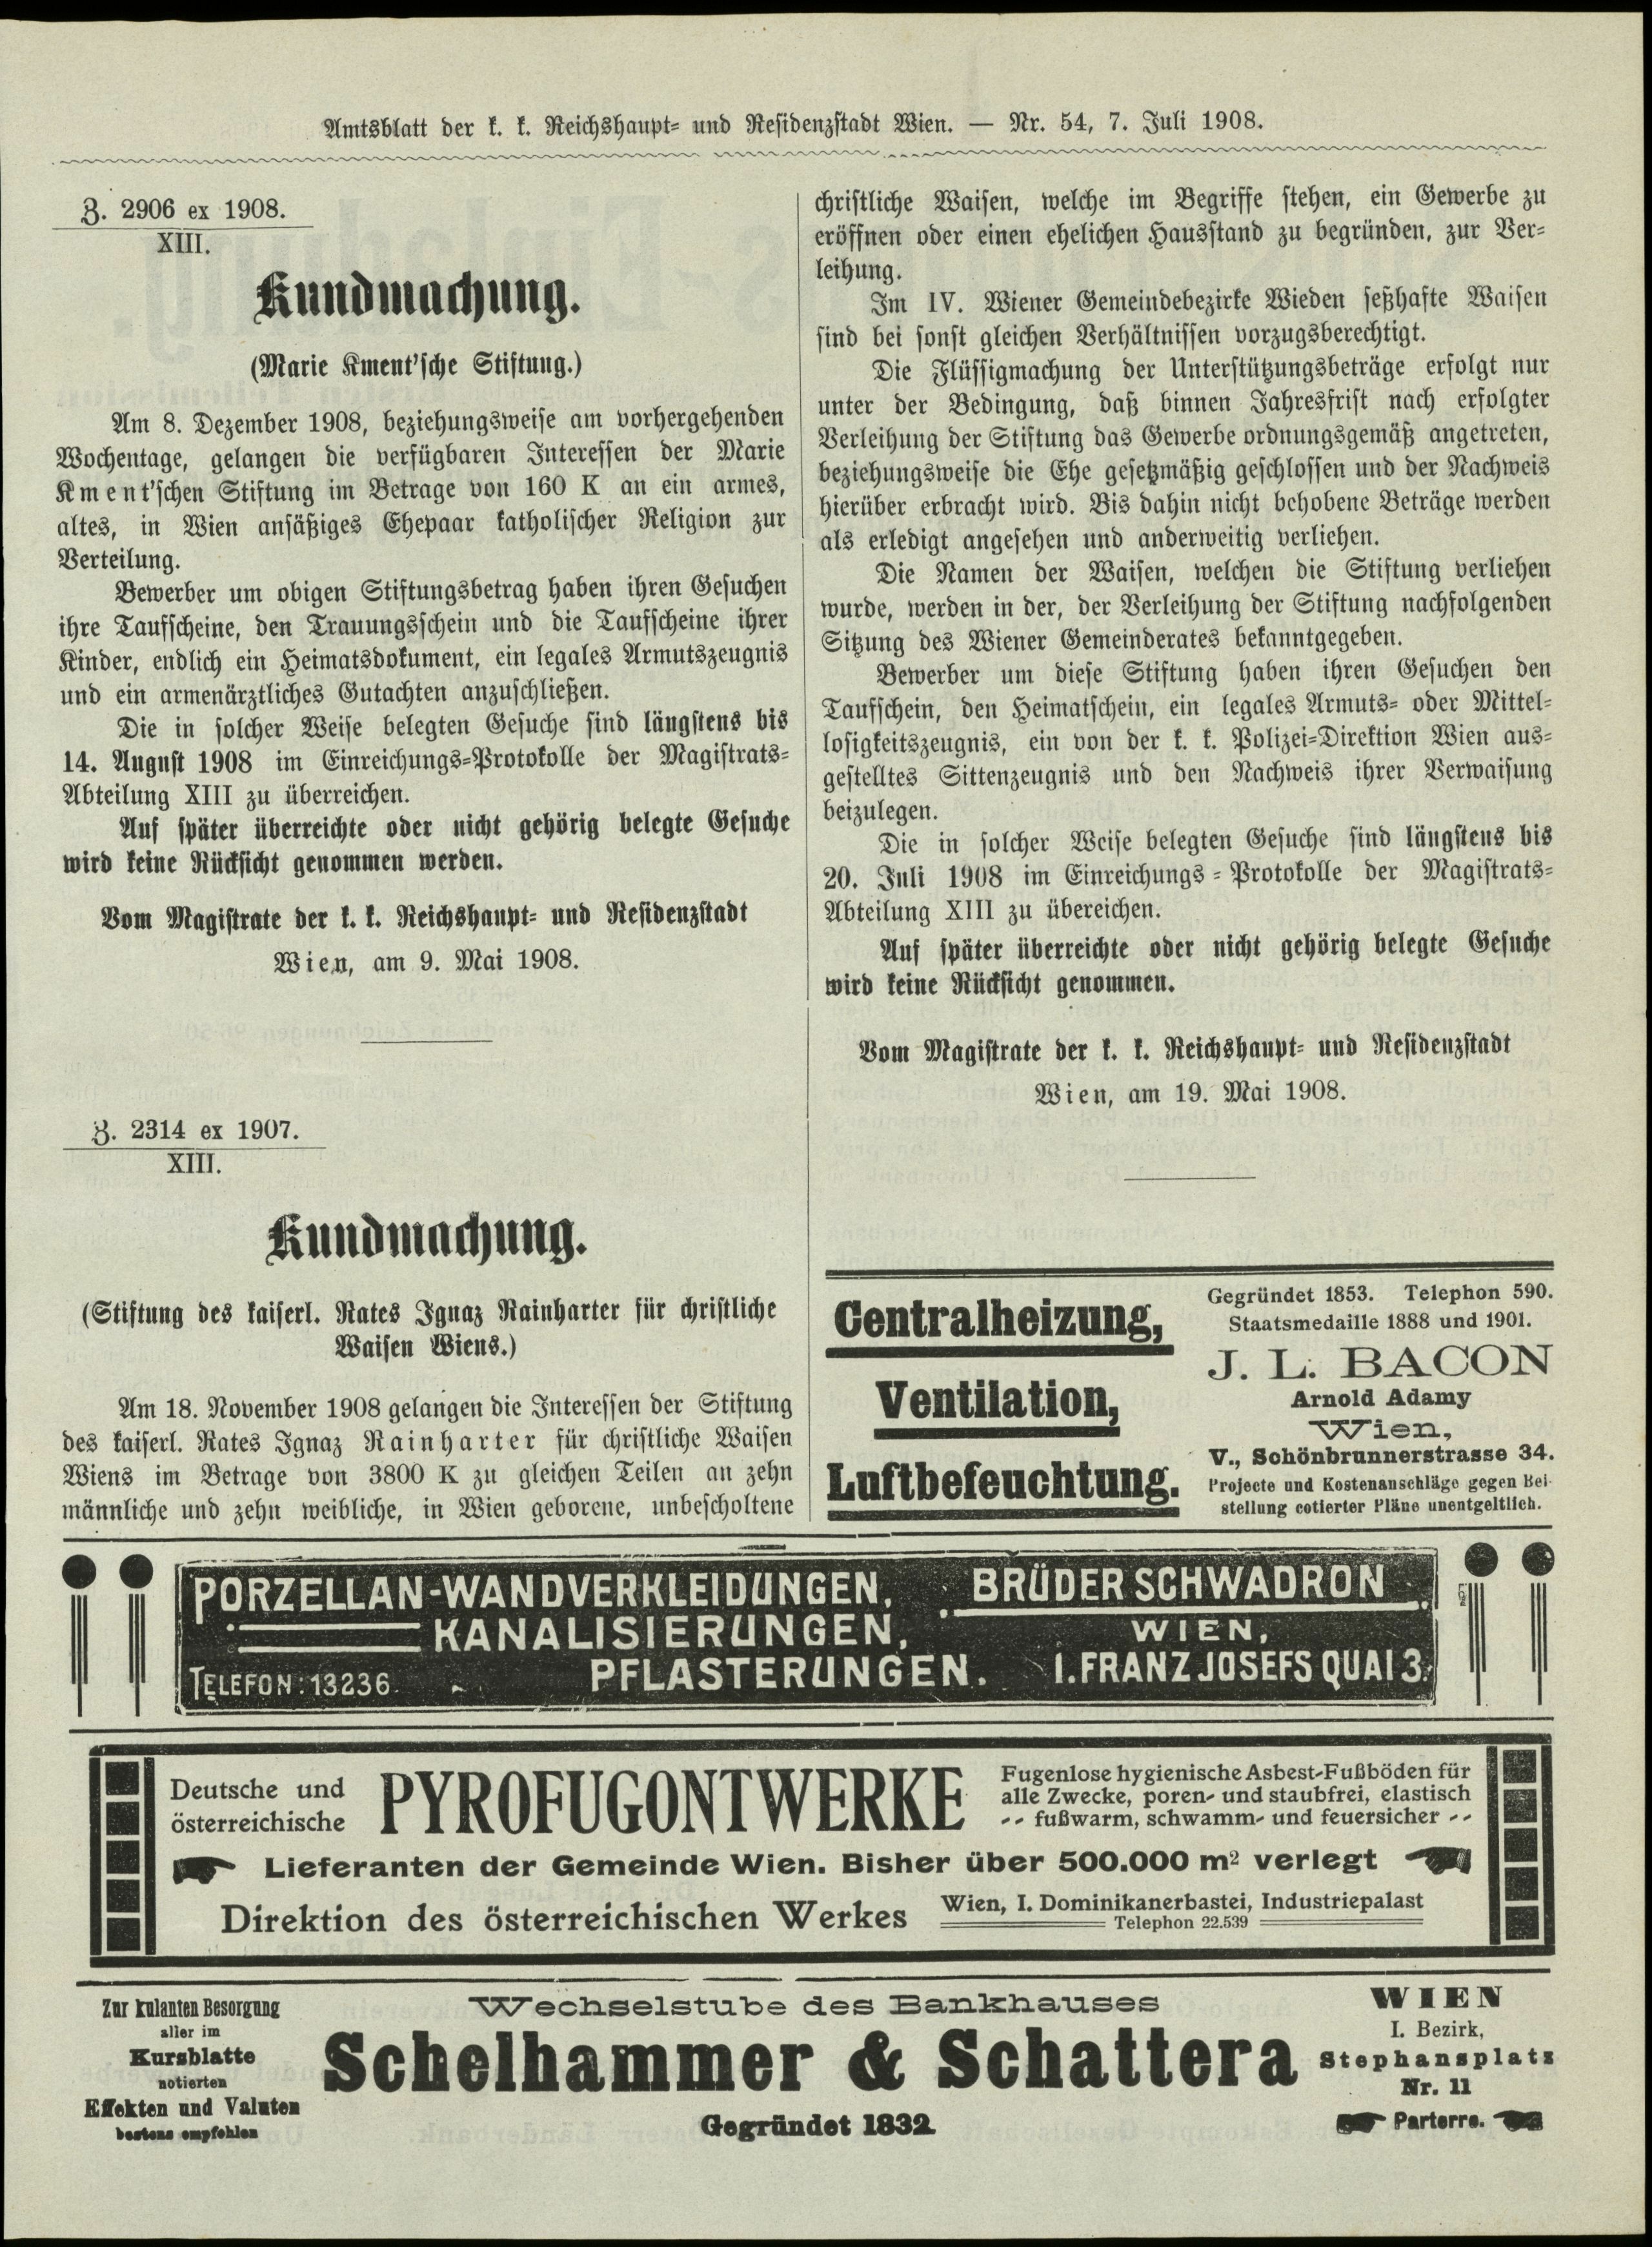 Amtsblatt der k. k. Reichshaupt- und Residenzstadt Wien. — Nr. 54, 7. Juli 1908.
Z. 2906 ex 1908.
XIII.
Kundmachung.
(Marie Kment'sche Stiftung.)
Am 8. Dezember 1908, beziehungsweise am vorhergehenden
Wochentage, gelangen die verfügbaren Interessen der Marie
Kment'schen Stiftung im Betrage von 160 K an ein armes,
altes, in Wien ansäßiges Ehepaar katholischer Religion zur
Verteilung.
Bewerber um obigen Stiftungsbetrag haben ihren Gesuchen
ihre Taufscheine, den Trauungsschein und die Taufscheine ihrer
Kinder, endlich ein Heimatsdokument, ein legales Armutszeugnis
und ein armenärztliches Gutachten anzuschließen.
Die in solcher Weise belegten Gesuche sind längstens bis
14. August 1908 im Einreichungs-Protokolle der Magistrats-
Abteilung XIII zu überreichen.
Auf später überreichte oder nicht gehörig belegte Gesuche
wird keine Rücksicht genommen werden.
Vom Magistrate der k. k. Reichshaupt- und Residenzstadt
Wien, am 9. Mai 1908.
Z. 2314 ex 1907.
XIII.
Kundmachung.
(Stiftung des kaiserl. Rates Ignaz Rainharter für christliche
Waisen Wiens.)
Am 18. November 1908 gelangen die Interessen der Stiftung
des kaiserl. Rates Ignaz Rainharter für christliche Waisen
Wiens im Betrage von 3800 K zu gleichen Teilen an zehn
männliche und zehn weibliche, in Wien geborene, unbescholtene
christliche Waisen, welche im Begriffe stehen, ein Gewerbe zu
eröffnen oder einen ehelichen Hausstand zu begründen, zur Ver-
leihung.
Im IV. Wiener Gemeindebezirke Wieden seßhafte Waisen
sind bei sonst gleichen Verhältnissen vorzugsberechtigt.
Die Flüssigmachung der Unterstützungsbeträge erfolgt nur
unter der Bedingung, daß binnen Jahresfrist nach erfolgter
Verleihung der Stiftung das Gewerbe ordnungsgemäß angetreten,
beziehungsweise die Ehe gesetzmäßig geschlossen und der Nachweis
hierüber erbracht wird. Bis dahin nicht behobene Beträge werden
als erledigt angesehen und anderweitig verliehen.
Die Namen der Waisen, welchen die Stiftung verliehen
wurde, werden in der, der Verleihung der Stiftung nachfolgenden
Sitzung des Wiener Gemeinderates bekanntgegeben.
Bewerber um diese Stiftung haben ihren Gesuchen den
Taufschein, den Heimatschein, ein legales Armuts- oder Mittel-
losigkeitszeugnis, ein von der k. k. Polizei-Direktion Wien aus-
gestelltes Sittenzeugnis und den Nachweis ihrer Verwaisung
beizulegen.
Die in solcher Weise belegten Gesuche sind längstens bis
20. Juli 1908 im Einreichungs-Protokolle der Magistrats-
Abteilung XIII zu übereichen.
Auf später überreichte oder nicht gehörig belegte Gesuche
wird keine Rücksicht genommen.
Vom Magistrate der k. k. Reichshaupt- und Residenzstadt
Wien, am 19. Mai 1908.
Centralheizung,
Ventilation,
Luftbefeuchtung.
Gegründet 1853. Telephon 590.
Staatsmedaille 1888 und 1901.
J. L. BACON
Arnold Adamy
Wien,
V., Schönbrunnerstrasse 34.
Projecte und Kostenanschläge gegen Bei-
stellung cotierter Pläne unentgeltlich.
PORZELLAN-WANDVERKLEIDUNGEN,
KANALISIERUNGEN,
PFLASTERUNGEN.
TELEFON: 13236.
BRÜDER SCHWADRON
WIEN,
I. FRANZ JOSEFS QUAI 3.
Deutsche und
österreichische
PYROFUGONTWERKE
Fugenlose hygienische Asbest-Fußböden für
alle Zwecke, poren- und staubfrei, elastisch
-- fußwarm, schwamm- und feuersicher --
Lieferanten der Gemeinde Wien. Bisher über 500.000 m² verlegt
Direktion des österreichischen Werkes
Wien, I. Dominikanerbastei, Industriepalast
Telephon 22.539
Zur kulanten Besorgung
aller im
Kursblatte
notierten
Effekten und Valuten
bestens empfohlen
Wechselstube des Bankhauses
Schelhammer & Schattera
Gegründet 1832
WIEN
I. Bezirk,
Stephansplatz
Nr. 11
Parterre.